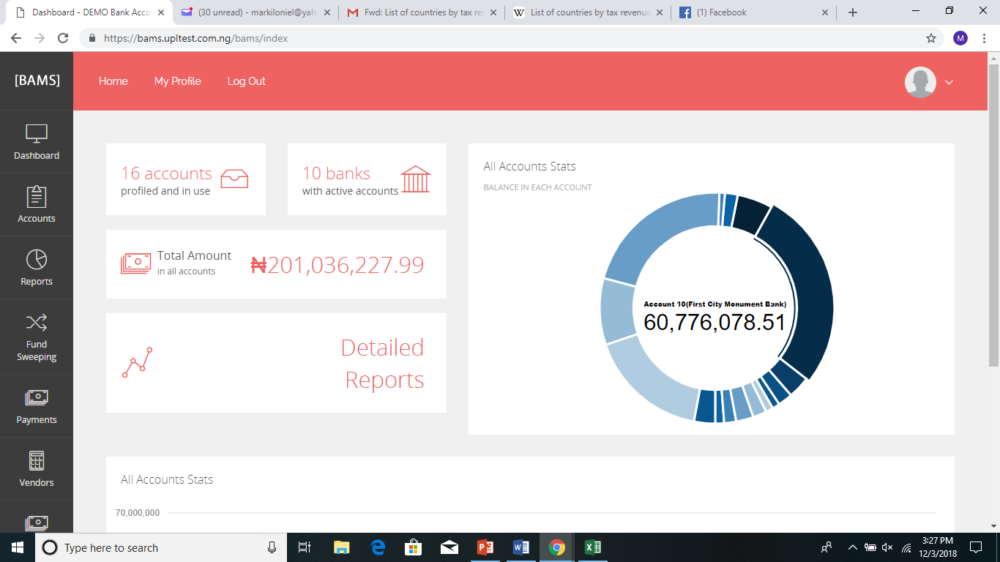 Dashboard - DEMO Bank Acco
(30 unread) - markiloniel@yah
Fwd: List of countries by tax re
List of countries by tax revenue
(1) Facebook
https://bams.upltest.com.ng/bams/index
M
[BAMS]
Home
My Profile
Log Out
Dashboard
Accounts
Reports
Fund
Sweeping
Payments
Vendors
16 accounts
profiled and in use
10 banks
with active accounts
Total Amount
in all accounts
₦201,036,227.99
Detailed
Reports
All Accounts Stats
BALANCE IN EACH ACCOUNT
Account 10(First City Monument Bank)
60,776,078.51
All Accounts Stats
70,000,000
Type here to search
3:27 PM
12/3/2018